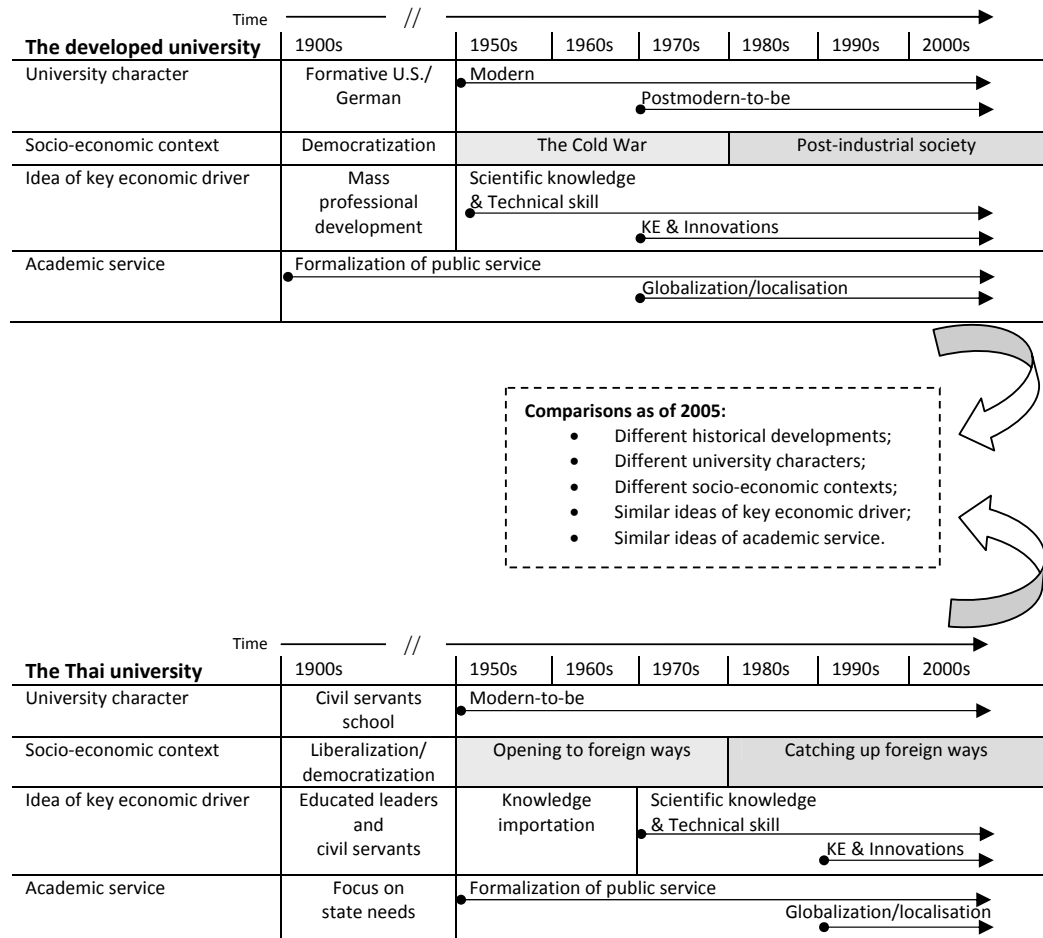 Time //
The developed university 1900s 1950s 1960s 1970s 1980s 1990s 2000s
University character Formative U.S./ Modern
German Postmodern-to-be
Socio-economic context Democratization The Cold War Post-industrial society
Idea of key economic driver Mass Scientific knowledge
professional & Technical skill
development KE & Innovations
Academic service Formalization of public service
Globalization/localisation
Comparisons as of 2005:
• Different historical developments;
• Different university characters;
• Different socio-economic contexts;
• Similar ideas of key economic driver;
• Similar ideas of academic service.
Time //
The Thai university 1900s 1950s 1960s 1970s 1980s 1990s 2000s
University character Civil servants Modern-to-be
school
Socio-economic context Liberalization/ Opening to foreign ways Catching up foreign ways
democratization
Idea of key economic driver Educated leaders Knowledge Scientific knowledge
and importation & Technical skill
civil servants KE & Innovations
Academic service Focus on Formalization of public service
state needs Globalization/localisation